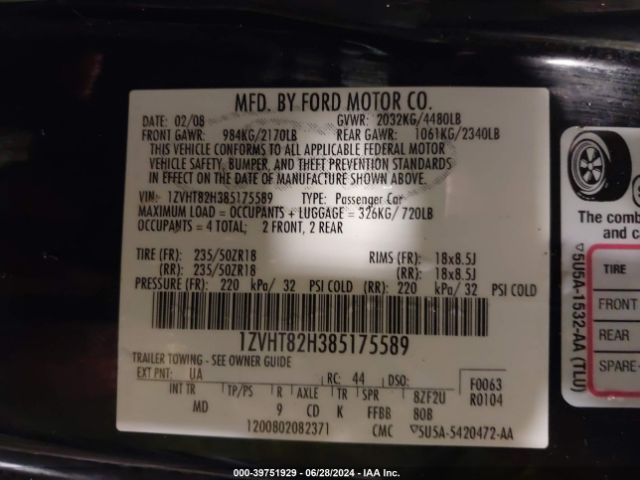 MFD. BY FORD MOTOR CO.
DATE: 02/08 GVWR: 2032KG/4480LB
FRONT GAWR: 984KG/2170LB REAR GAWR: 1061KG/2340LB
THIS VEHICLE CONFORMS TO ALL APPLICABLE FEDERAL MOTOR
VEHICLE SAFETY, BUMPER, AND THEFT PREVENTION STANDARDS
IN EFFECT ON THE DATE OF MANUFACTURE SHOWN ABOVE.
VIN: 1ZVHT82H385175589 TYPE: Passenger Car
MAXIMUM LOAD = OCCUPANTS + LUGGAGE = 326KG/720LB
OCCUPANTS = 4 TOTAL; 2 FRONT, 2 REAR
TIRE (FR): 235/50ZR18 RIMS (FR): 18x8.5J
(RR): 235/50ZR18 (RR): 18x8.5J
PRESSURE (FR): 220 kPa/ 32 PSI COLD (RR) 220 kPa/ 32 PSI COLD
1ZVHT82H385175589
TRAILER TOWING - SEE OWNER GUIDE
EXT PNT: UA RC: 44 DSO: F0063
INT TR TP/PS R AXLE TR SPR 8ZF2U R0104
MD 9 CD K FFBB 80B
1200802082371 CMC ▽5U5A-5420472-AA
The comb
and ca
▽5U5A-1532-AA (TLU)
TIRE
FRONT
REAR
SPARE
© COPART: 39751929 - 06/28/2024 - IAA Inc.